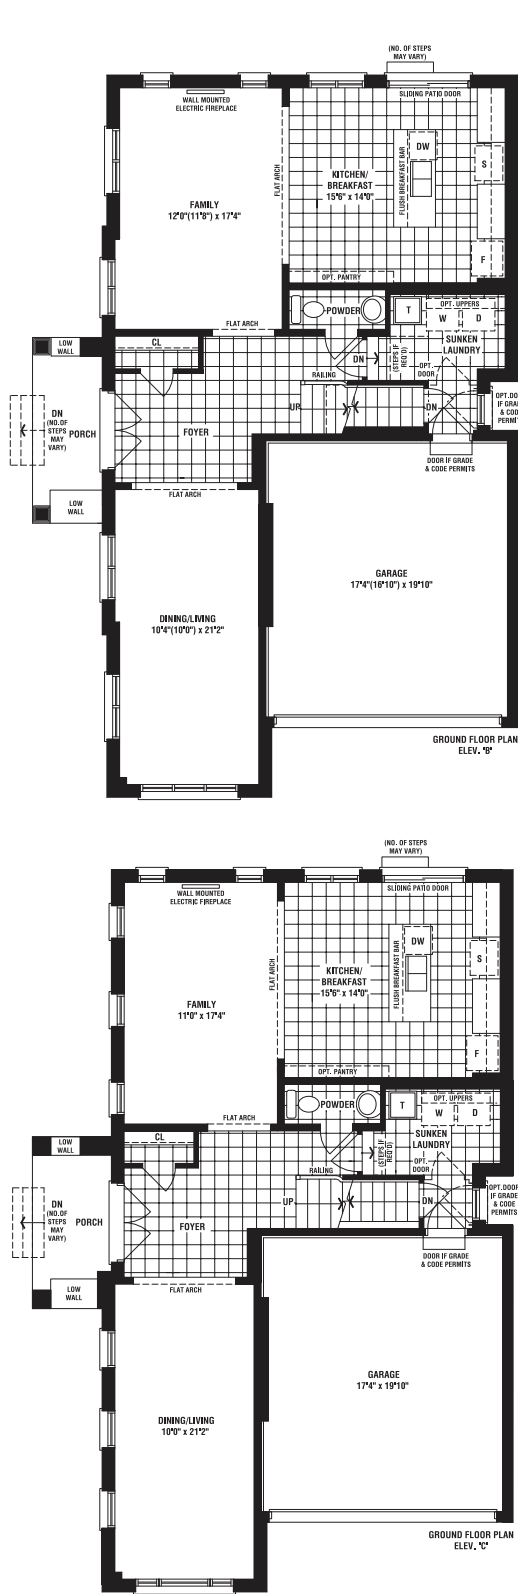 (NO. OF STEPS
MAY VARY)
SLIDING PATIO DOOR
WALL MOUNTED
ELECTRIC FIREPLACE
DW
S
F
FLUSH BREAKFAST BAR
FLAT ARCH
KITCHEN/
BREAKFAST
15'6" x 14'0"
FAMILY
12'0"(11'8") x 17'4"
OPT. PANTRY
OPT. UPPERS
POWDER
T
W
D
SUNKEN
LAUNDRY
FLAT ARCH
CL
LOW
WALL
DN
(STEPS IF
REQ'D)
OPT.
DOOR
RAILING
UP
DN
OPT.DO
IF GRAD
& COD
PERMIT
DN
(NO.OF
STEPS
MAY
VARY)
PORCH
FOYER
DOOR IF GRADE
& CODE PERMITS
FLAT ARCH
LOW
WALL
GARAGE
17'4"(16'10") x 19'10"
DINING/LIVING
10'4"(10'0") x 21'2"
GROUND FLOOR PLAN
ELEV. 'B'
(NO. OF STEPS
MAY VARY)
SLIDING PATIO DOOR
WALL MOUNTED
ELECTRIC FIREPLACE
DW
S
F
FLUSH BREAKFAST BAR
FLAT ARCH
KITCHEN/
BREAKFAST
15'6" x 14'0"
FAMILY
11'0" x 17'4"
OPT. PANTRY
OPT. UPPERS
POWDER
T
W
D
SUNKEN
LAUNDRY
FLAT ARCH
CL
LOW
WALL
(STEPS IF
REQ'D)
OPT.
DOOR
RAILING
UP
DN
OPT.DOOR
IF GRADE
& CODE
PERMITS
DN
(NO.OF
STEPS
MAY
VARY)
PORCH
FOYER
DOOR IF GRADE
& CODE PERMITS
FLAT ARCH
LOW
WALL
GARAGE
17'4" x 19'10"
DINING/LIVING
10'0" x 21'2"
GROUND FLOOR PLAN
ELEV. 'C'